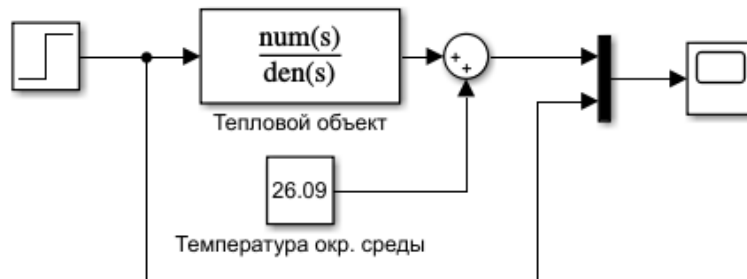 num(s)
den(s)
+
+
Тепловой объект
26.09
Температура окр. среды